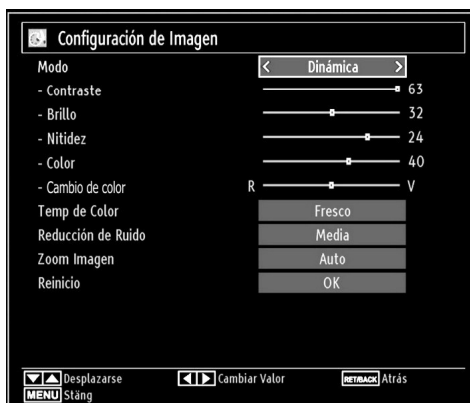 Configuración de Imagen
Modo < Dinámica >
- Contraste 63
- Brillo 32
- Nitidez 24
- Color 40
- Cambio de color R V
Temp de Color Fresco
Reducción de Ruido Media
Zoom Imagen Auto
Reinicio OK
Desplazarse Cambiar Valor RET/BACK Atrás
MENU Stäng